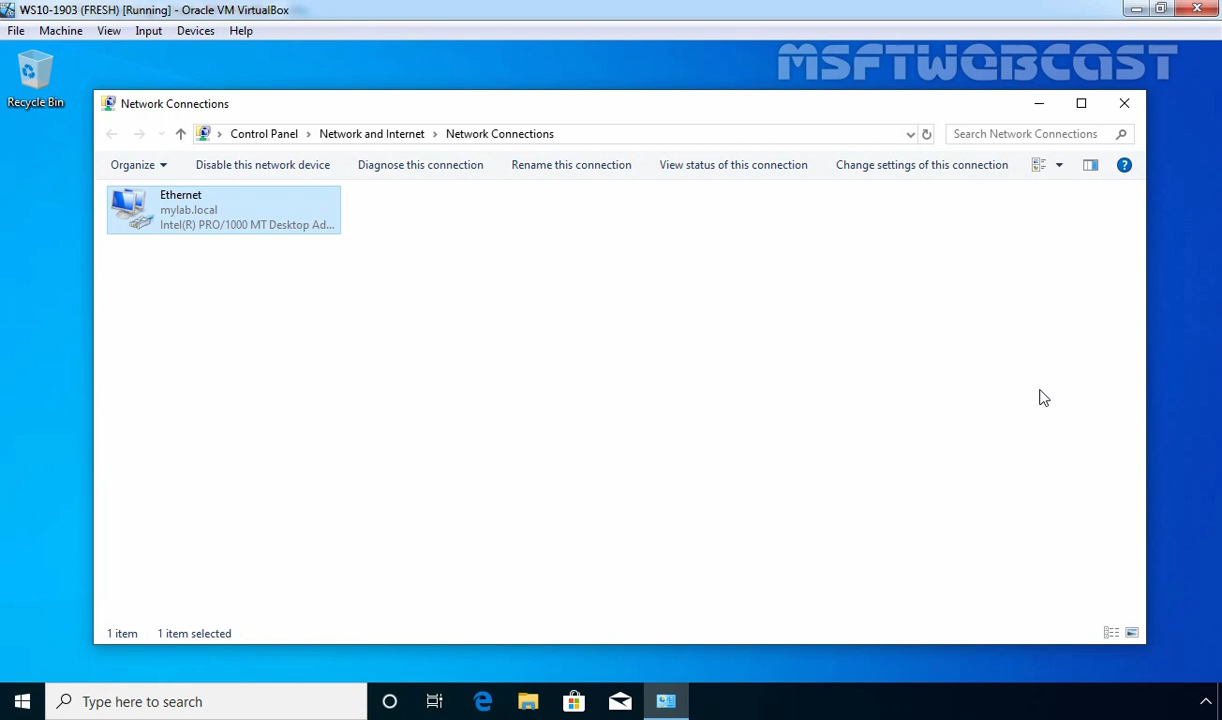 WS10-1903 (FRESH) [Running] - Oracle VM VirtualBox
File Machine View Input Devices Help
MSFTWEBCAST
Recycle Bin
Network Connections
Control Panel > Network and Internet > Network Connections
Search Network Connections
Organize Disable this network device Diagnose this connection Rename this connection View status of this connection Change settings of this connection
Ethernet
mylab.local
Intel(R) PRO/1000 MT Desktop Ad...
1 item 1 item selected
Type here to search